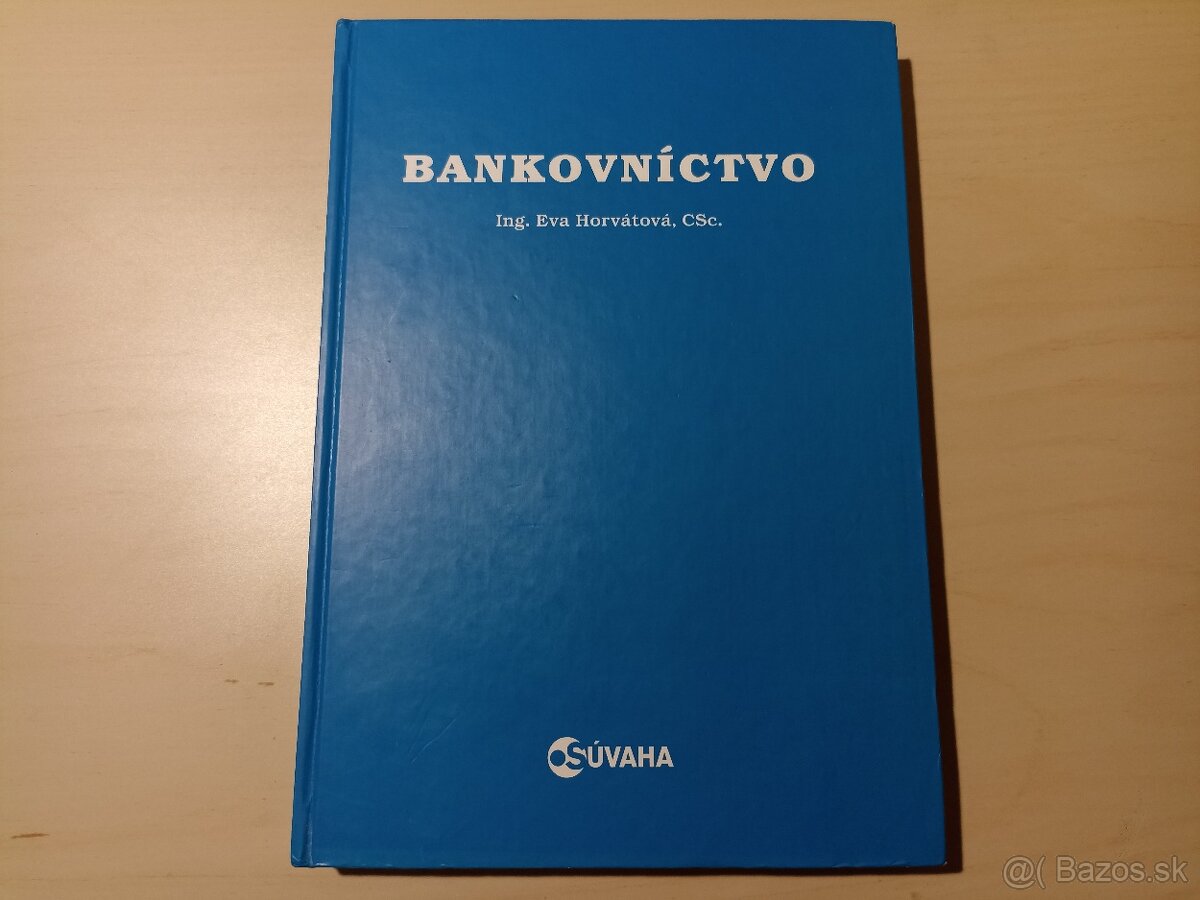 BANKOVNÍCTVO
Ing. Eva Horvátová, CSc.
SÚVAHA
@( Bazos.sk